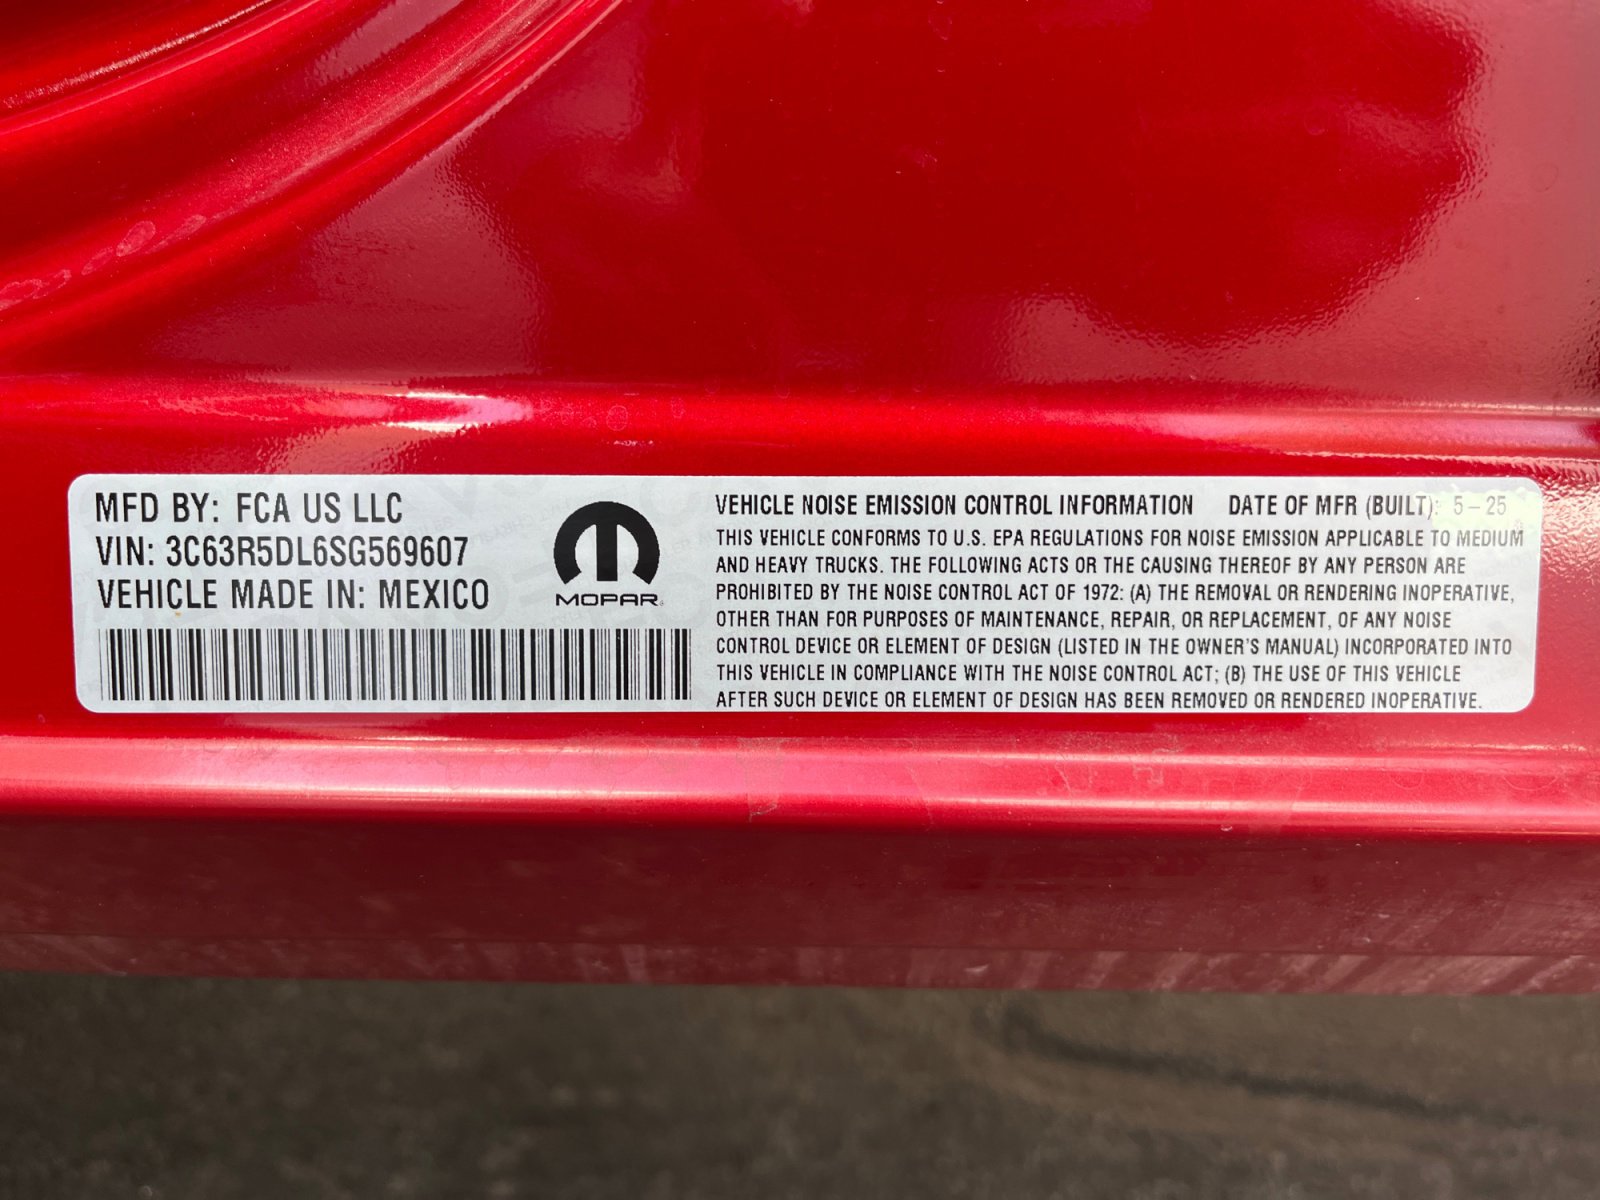 MFD BY: FCA US LLC
VIN: 3C63R5DL6SG569607
VEHICLE MADE IN: MEXICO
MOPAR
VEHICLE NOISE EMISSION CONTROL INFORMATION DATE OF MFR (BUILT): 5-25
THIS VEHICLE CONFORMS TO U.S. EPA REGULATIONS FOR NOISE EMISSION APPLICABLE TO MEDIUM
AND HEAVY TRUCKS. THE FOLLOWING ACTS OR THE CAUSING THEREOF BY ANY PERSON ARE
PROHIBITED BY THE NOISE CONTROL ACT OF 1972: (A) THE REMOVAL OR RENDERING INOPERATIVE,
OTHER THAN FOR PURPOSES OF MAINTENANCE, REPAIR, OR REPLACEMENT, OF ANY NOISE
CONTROL DEVICE OR ELEMENT OF DESIGN (LISTED IN THE OWNER'S MANUAL) INCORPORATED INTO
THIS VEHICLE IN COMPLIANCE WITH THE NOISE CONTROL ACT; (B) THE USE OF THIS VEHICLE
AFTER SUCH DEVICE OR ELEMENT OF DESIGN HAS BEEN REMOVED OR RENDERED INOPERATIVE.